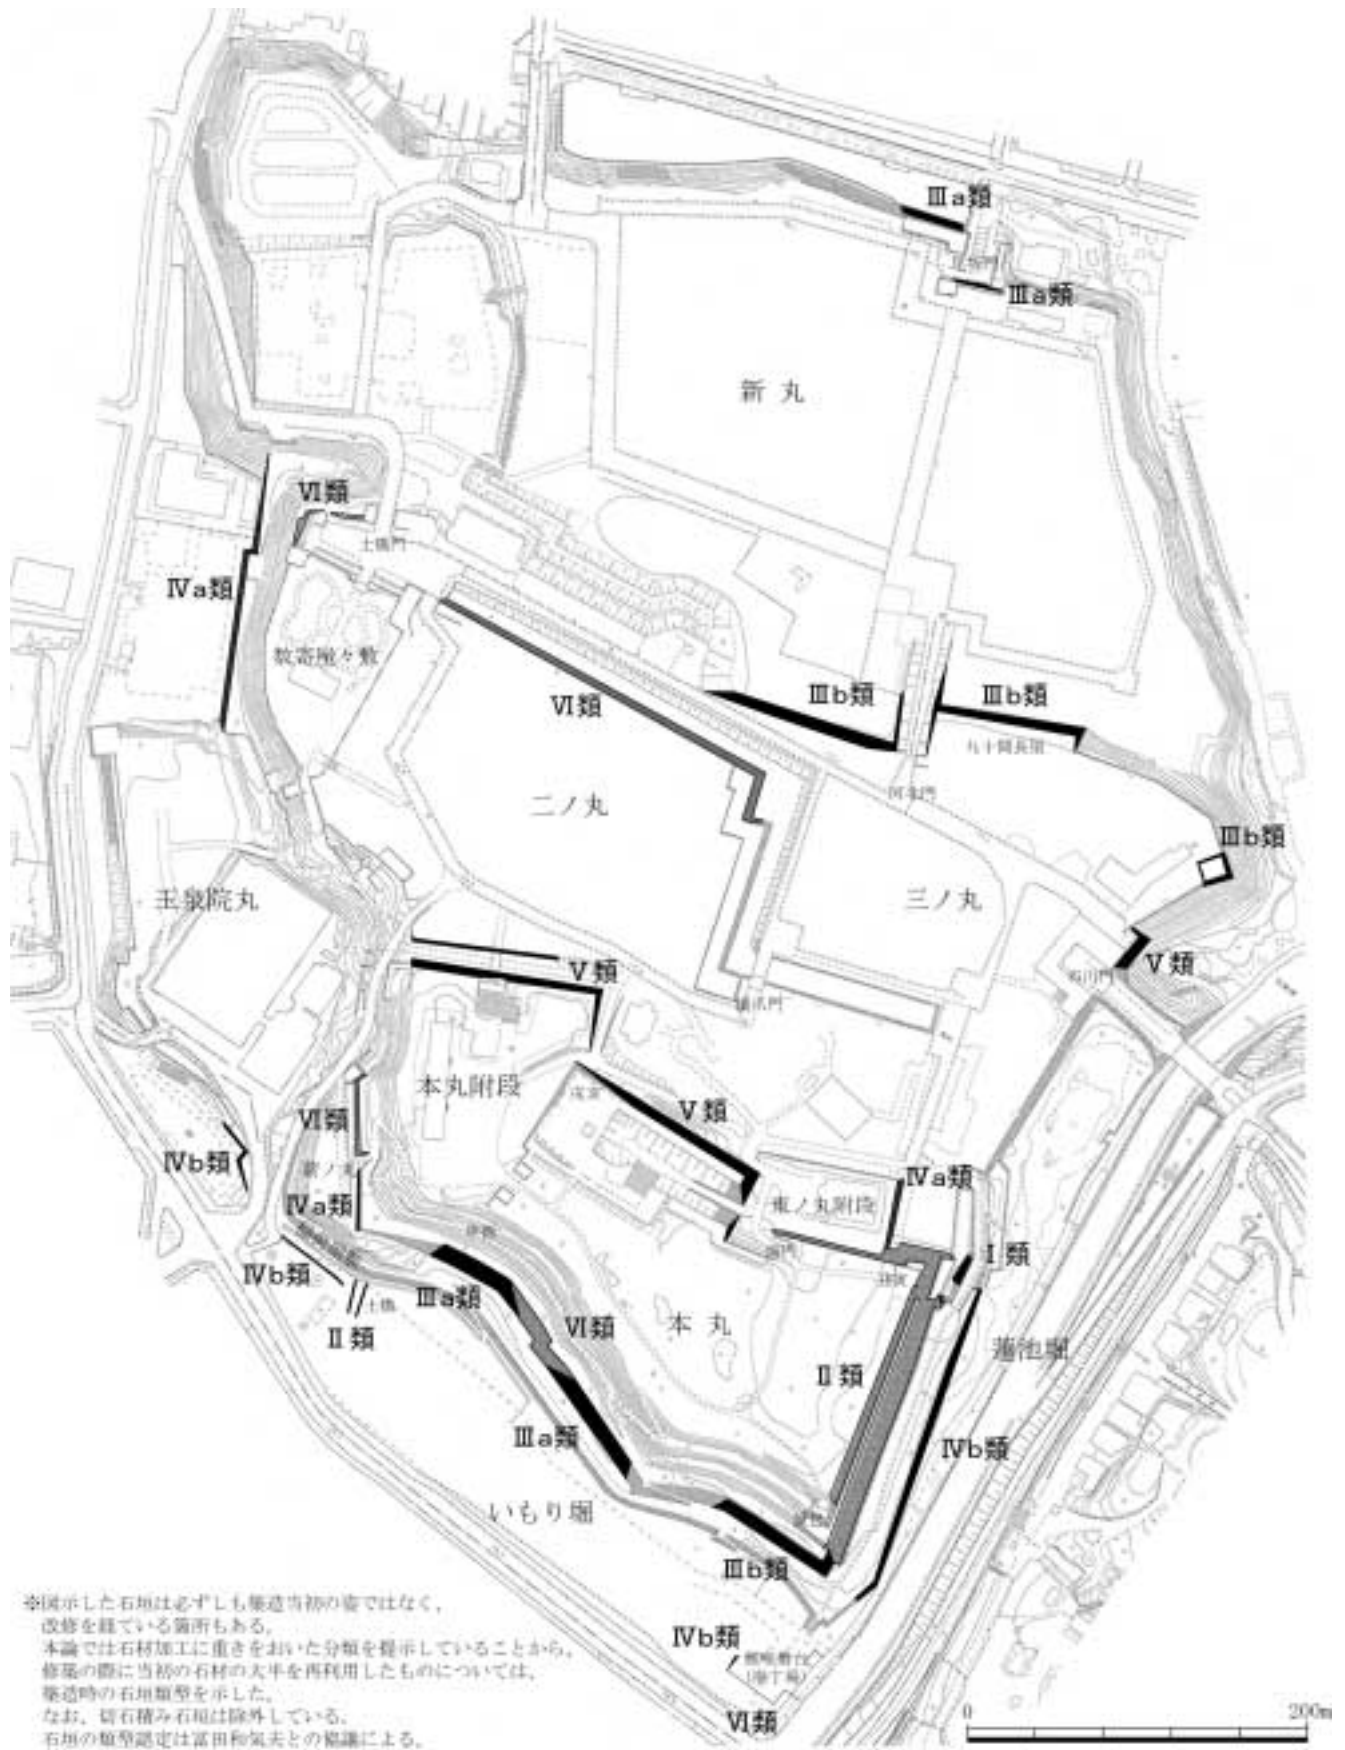 Ⅲa類
Ⅲa類
新丸
Ⅵ類
Ⅳa類
数寄屋々敷
Ⅵ類
Ⅲb類
Ⅲb類
九十間長屋
河北門
二ノ丸
Ⅲb類
玉泉院丸
三ノ丸
Ⅴ類
Ⅴ類
石川門
本丸附段
Ⅴ類
Ⅵ類
Ⅳb類
薪ノ丸
Ⅳa類
Ⅳa類
東ノ丸附段
Ⅰ類
Ⅳb類
Ⅲa類
土橋
Ⅱ類
Ⅵ類
本丸
蓮池堀
Ⅱ類
Ⅲa類
Ⅳb類
いもり堀
Ⅲb類
Ⅳb類
Ⅵ類
※図示した石垣は必ずしも築造当初の姿ではなく、
改修を経ている箇所もある。
本論では石材加工に重きをおいた分類を提示していることから、
修築の際に当初の石材の大半を再利用したものについては、
築造時の石垣類型を示した。
なお、切石積み石垣は除外している。
石垣の類型認定は冨田和気夫との協議による。
0 200m